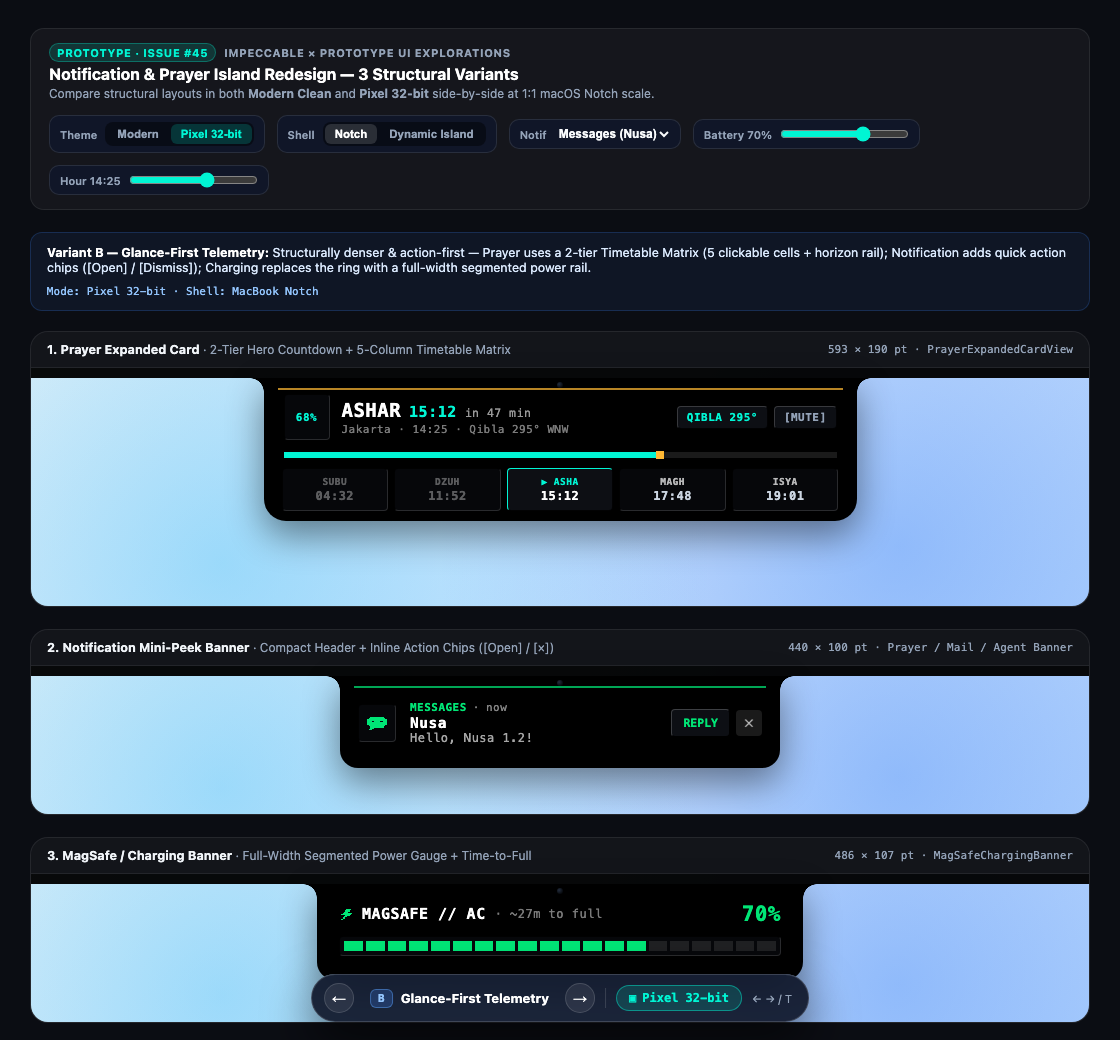 PROTOTYPE · ISSUE #45 IMPECCABLE × PROTOTYPE UI EXPLORATIONS
Notification & Prayer Island Redesign — 3 Structural Variants
Compare structural layouts in both Modern Clean and Pixel 32-bit side-by-side at 1:1 macOS Notch scale.
Theme Modern Pixel 32-bit Shell Notch Dynamic Island Notif Messages (Nusa) Battery 70%
Hour 14:25
Variant B — Glance-First Telemetry: Structurally denser & action-first — Prayer uses a 2-tier Timetable Matrix (5 clickable cells + horizon rail); Notification adds quick action
chips ([Open] / [Dismiss]); Charging replaces the ring with a full-width segmented power rail.
Mode: Pixel 32-bit · Shell: MacBook Notch
1. Prayer Expanded Card · 2-Tier Hero Countdown + 5-Column Timetable Matrix 593 × 190 pt · PrayerExpandedCardView
68% ASHAR 15:12 in 47 min QIBLA 295° [MUTE]
Jakarta · 14:25 · Qibla 295° WNW
SUBU DZUH ▶ ASHA MAGH ISYA
04:32 11:52 15:12 17:48 19:01
2. Notification Mini-Peek Banner · Compact Header + Inline Action Chips ([Open] / [×]) 440 × 100 pt · Prayer / Mail / Agent Banner
MESSAGES · now
Nusa REPLY ✕
Hello, Nusa 1.2!
3. MagSafe / Charging Banner · Full-Width Segmented Power Gauge + Time-to-Full 486 × 107 pt · MagSafeChargingBanner
MAGSAFE // AC · ~27m to full 70%
← B Glance-First Telemetry → ▣ Pixel 32-bit ← → / T